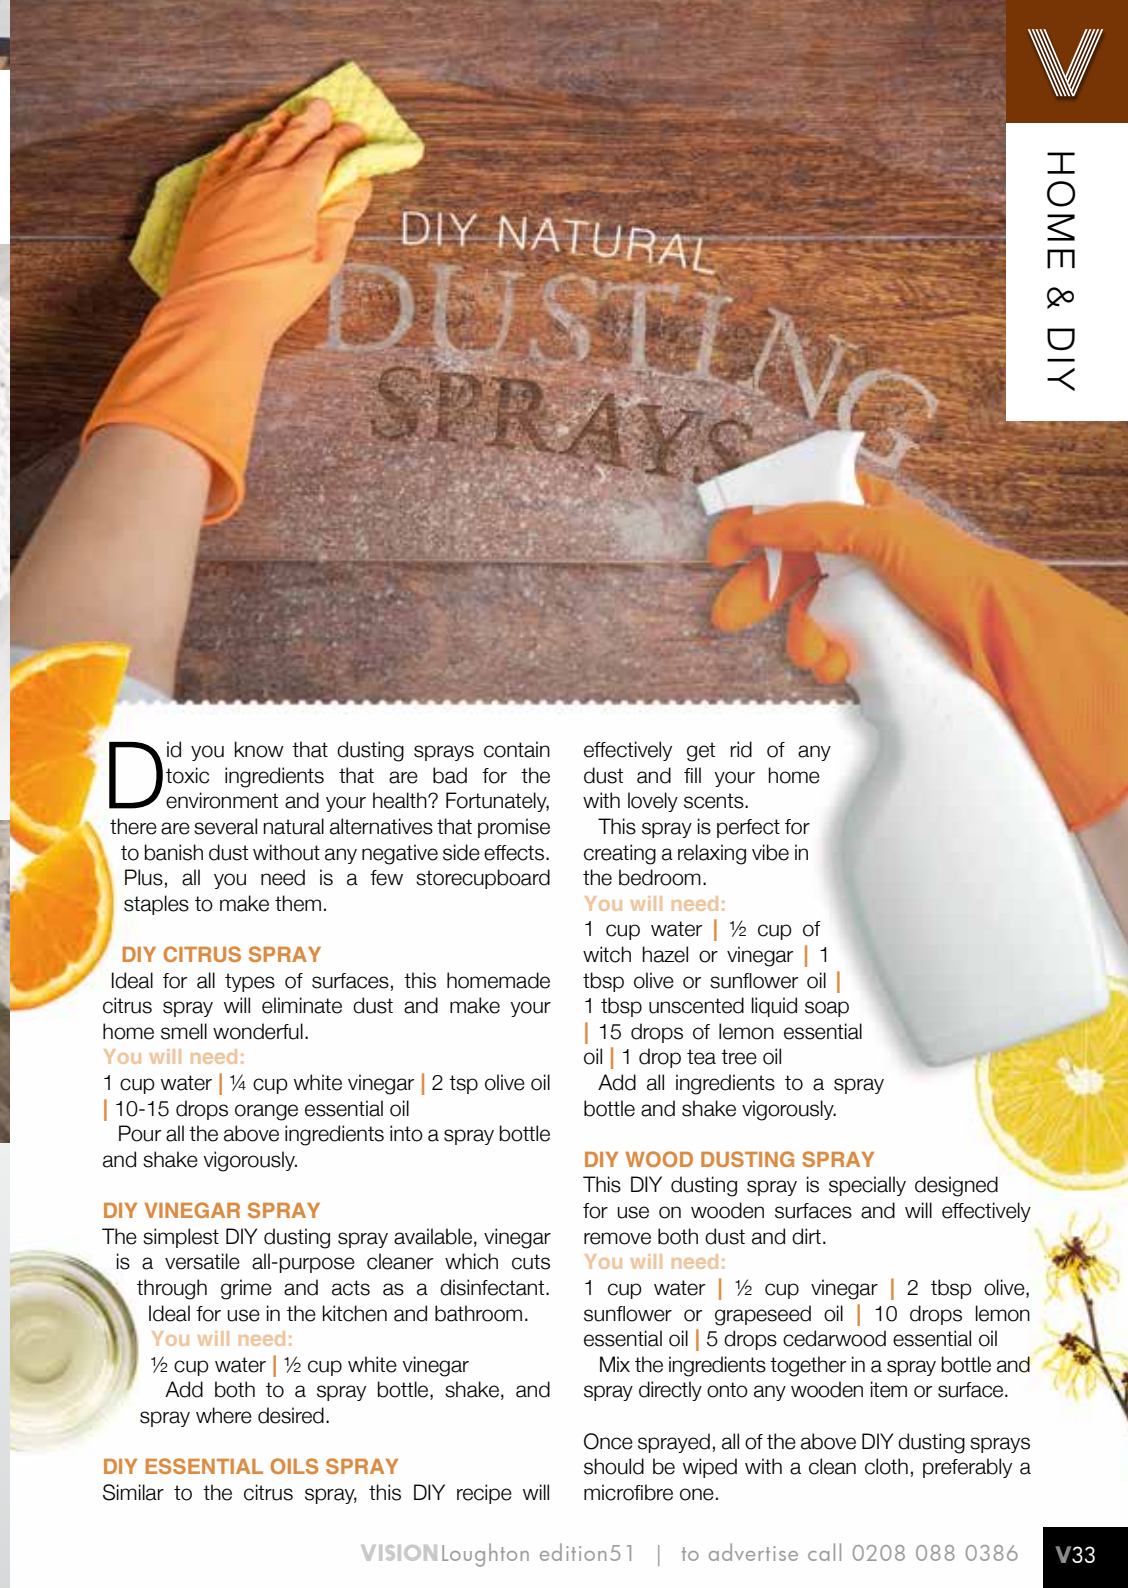 V
HOME & DIY
DIY NATURAL
DUSTING
SPRAYS
Did you know that dusting sprays contain
toxic ingredients that are bad for the
environment and your health? Fortunately,
there are several natural alternatives that promise
to banish dust without any negative side effects.
Plus, all you need is a few storecupboard
staples to make them.
DIY CITRUS SPRAY
Ideal for all types of surfaces, this homemade
citrus spray will eliminate dust and make your
home smell wonderful.
You will need:
1 cup water | ¼ cup white vinegar | 2 tsp olive oil
| 10-15 drops orange essential oil
Pour all the above ingredients into a spray bottle
and shake vigorously.
DIY VINEGAR SPRAY
The simplest DIY dusting spray available, vinegar
is a versatile all-purpose cleaner which cuts
through grime and acts as a disinfectant.
Ideal for use in the kitchen and bathroom.
You will need:
½ cup water | ½ cup white vinegar
Add both to a spray bottle, shake, and
spray where desired.
DIY ESSENTIAL OILS SPRAY
Similar to the citrus spray, this DIY recipe will
effectively get rid of any
dust and fill your home
with lovely scents.
This spray is perfect for
creating a relaxing vibe in
the bedroom.
You will need:
1 cup water | ½ cup of
witch hazel or vinegar | 1
tbsp olive or sunflower oil |
1 tbsp unscented liquid soap
| 15 drops of lemon essential
oil | 1 drop tea tree oil
Add all ingredients to a spray
bottle and shake vigorously.
DIY WOOD DUSTING SPRAY
This DIY dusting spray is specially designed
for use on wooden surfaces and will effectively
remove both dust and dirt.
You will need:
1 cup water | ½ cup vinegar | 2 tbsp olive,
sunflower or grapeseed oil | 10 drops lemon
essential oil | 5 drops cedarwood essential oil
Mix the ingredients together in a spray bottle and
spray directly onto any wooden item or surface.
Once sprayed, all of the above DIY dusting sprays
should be wiped with a clean cloth, preferably a
microfibre one.
VISIONLoughton edition51 | to advertise call 0208 088 0386
V33